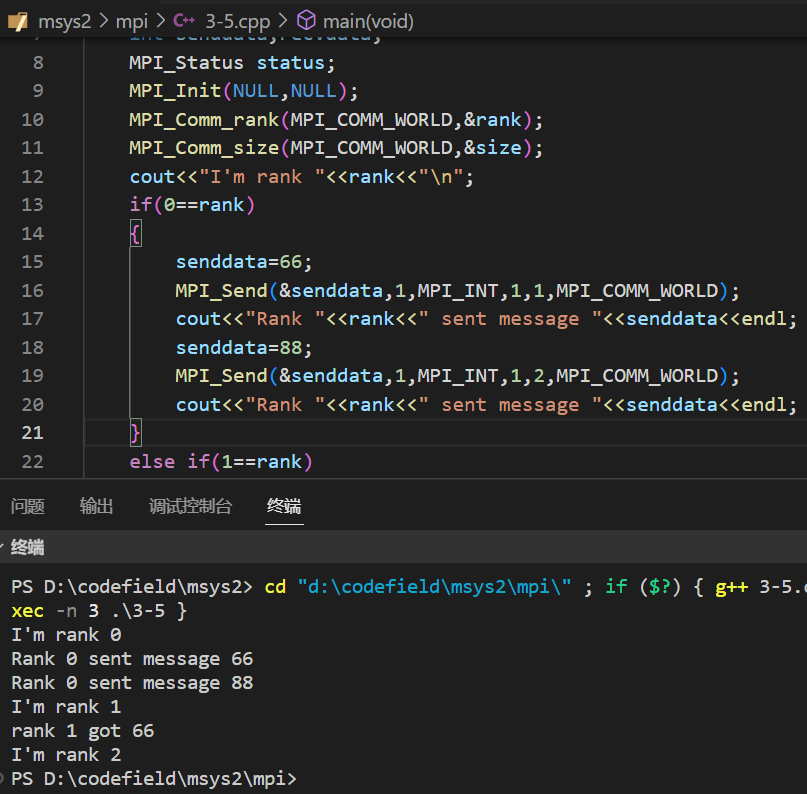 msys2 > mpi > C++ 3-5.cpp > main(void)
7 int senddata,recvdata;
8 MPI_Status status;
9 MPI_Init(NULL,NULL);
10 MPI_Comm_rank(MPI_COMM_WORLD,&rank);
11 MPI_Comm_size(MPI_COMM_WORLD,&size);
12 cout<<"I'm rank "<<rank<<"\n";
13 if(0==rank)
14 {
15 senddata=66;
16 MPI_Send(&senddata,1,MPI_INT,1,1,MPI_COMM_WORLD);
17 cout<<"Rank "<<rank<<" sent message "<<senddata<<endl;
18 senddata=88;
19 MPI_Send(&senddata,1,MPI_INT,1,2,MPI_COMM_WORLD);
20 cout<<"Rank "<<rank<<" sent message "<<senddata<<endl;
21 }
22 else if(1==rank)
问题 输出 调试控制台 终端
终端
PS D:\codefield\msys2> cd "d:\codefield\msys2\mpi\" ; if ($?) { g++ 3-5.
xec -n 3 .\3-5 }
I'm rank 0
Rank 0 sent message 66
Rank 0 sent message 88
I'm rank 1
rank 1 got 66
I'm rank 2
PS D:\codefield\msys2\mpi>